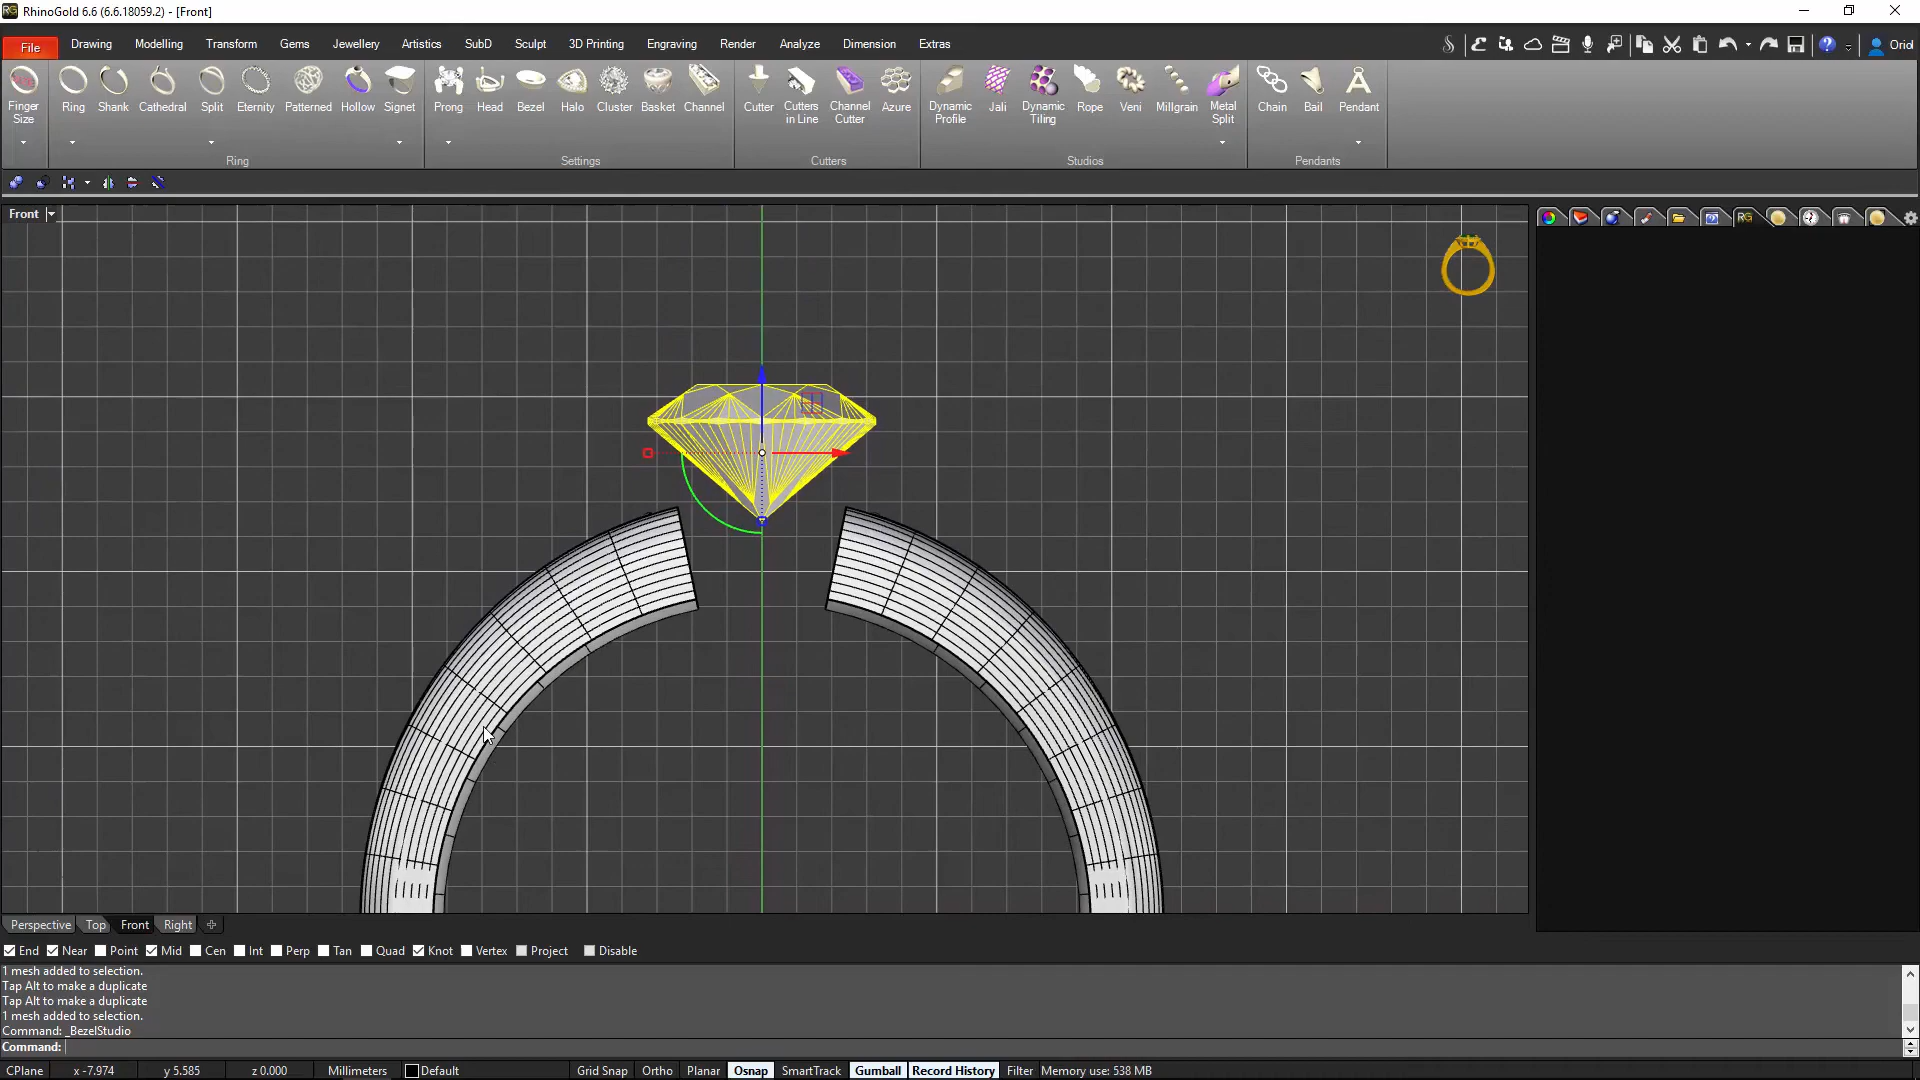 RG RhinoGold 6.6 (6.6.18059.2) - [Front]
File Drawing Modelling Transform Gems Jewellery Artistics SubD Sculpt 3D Printing Engraving Render Analyze Dimension Extras Oriol
Finger Size Ring Shank Cathedral Split Eternity Patterned Hollow Signet Prong Head Bezel Halo Cluster Basket Channel Cutter Cutters in Line Channel Cutter Azure Dynamic Profile Jali Dynamic Tiling Rope Veni Millgrain Metal Split Chain Bail Pendant
Ring Settings Cutters Studios Pendants
Front
RG
Perspective Top Front Right
End Near Point Mid Cen Int Perp Tan Quad Knot Vertex Project Disable
1 mesh added to selection.
Tap Alt to make a duplicate
Tap Alt to make a duplicate
1 mesh added to selection.
Command: _BezelStudio
Command:
CPlane x -7.974 y 5.585 z 0.000 Millimeters Default Grid Snap Ortho Planar Osnap SmartTrack Gumball Record History Filter Memory use: 538 MB